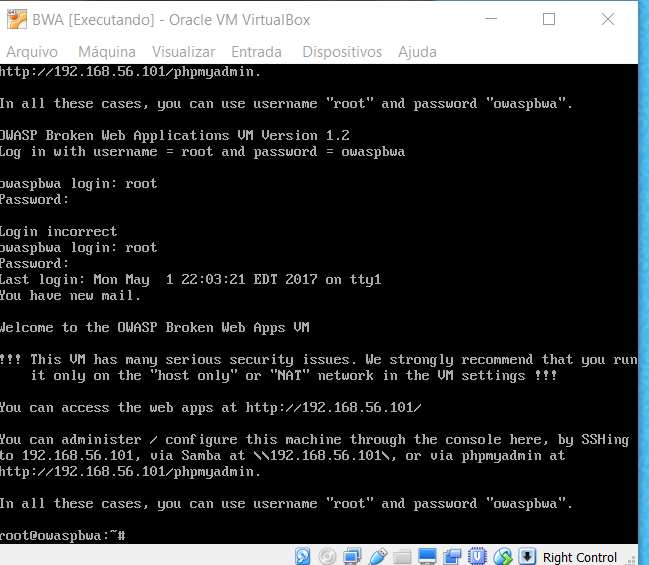 BWA [Executando] - Oracle VM VirtualBox
Arquivo Máquina Visualizar Entrada Dispositivos Ajuda
http://192.168.56.101/phpmyadmin.
In all these cases, you can use username "root" and password "owaspbwa".
OWASP Broken Web Applications VM Version 1.2
Log in with username = root and password = owaspbwa
owaspbwa login: root
Password:
Login incorrect
owaspbwa login: root
Password:
Last login: Mon May  1 22:03:21 EDT 2017 on tty1
You have new mail.
Welcome to the OWASP Broken Web Apps VM
!!! This VM has many serious security issues. We strongly recommend that you run
it only on the "host only" or "NAT" network in the VM settings !!!
You can access the web apps at http://192.168.56.101/
You can administer / configure this machine through the console here, by SSHing
to 192.168.56.101, via Samba at \\192.168.56.101\, or via phpmyadmin at
http://192.168.56.101/phpmyadmin.
In all these cases, you can use username "root" and password "owaspbwa".
root@owaspbwa:~#
Right Control